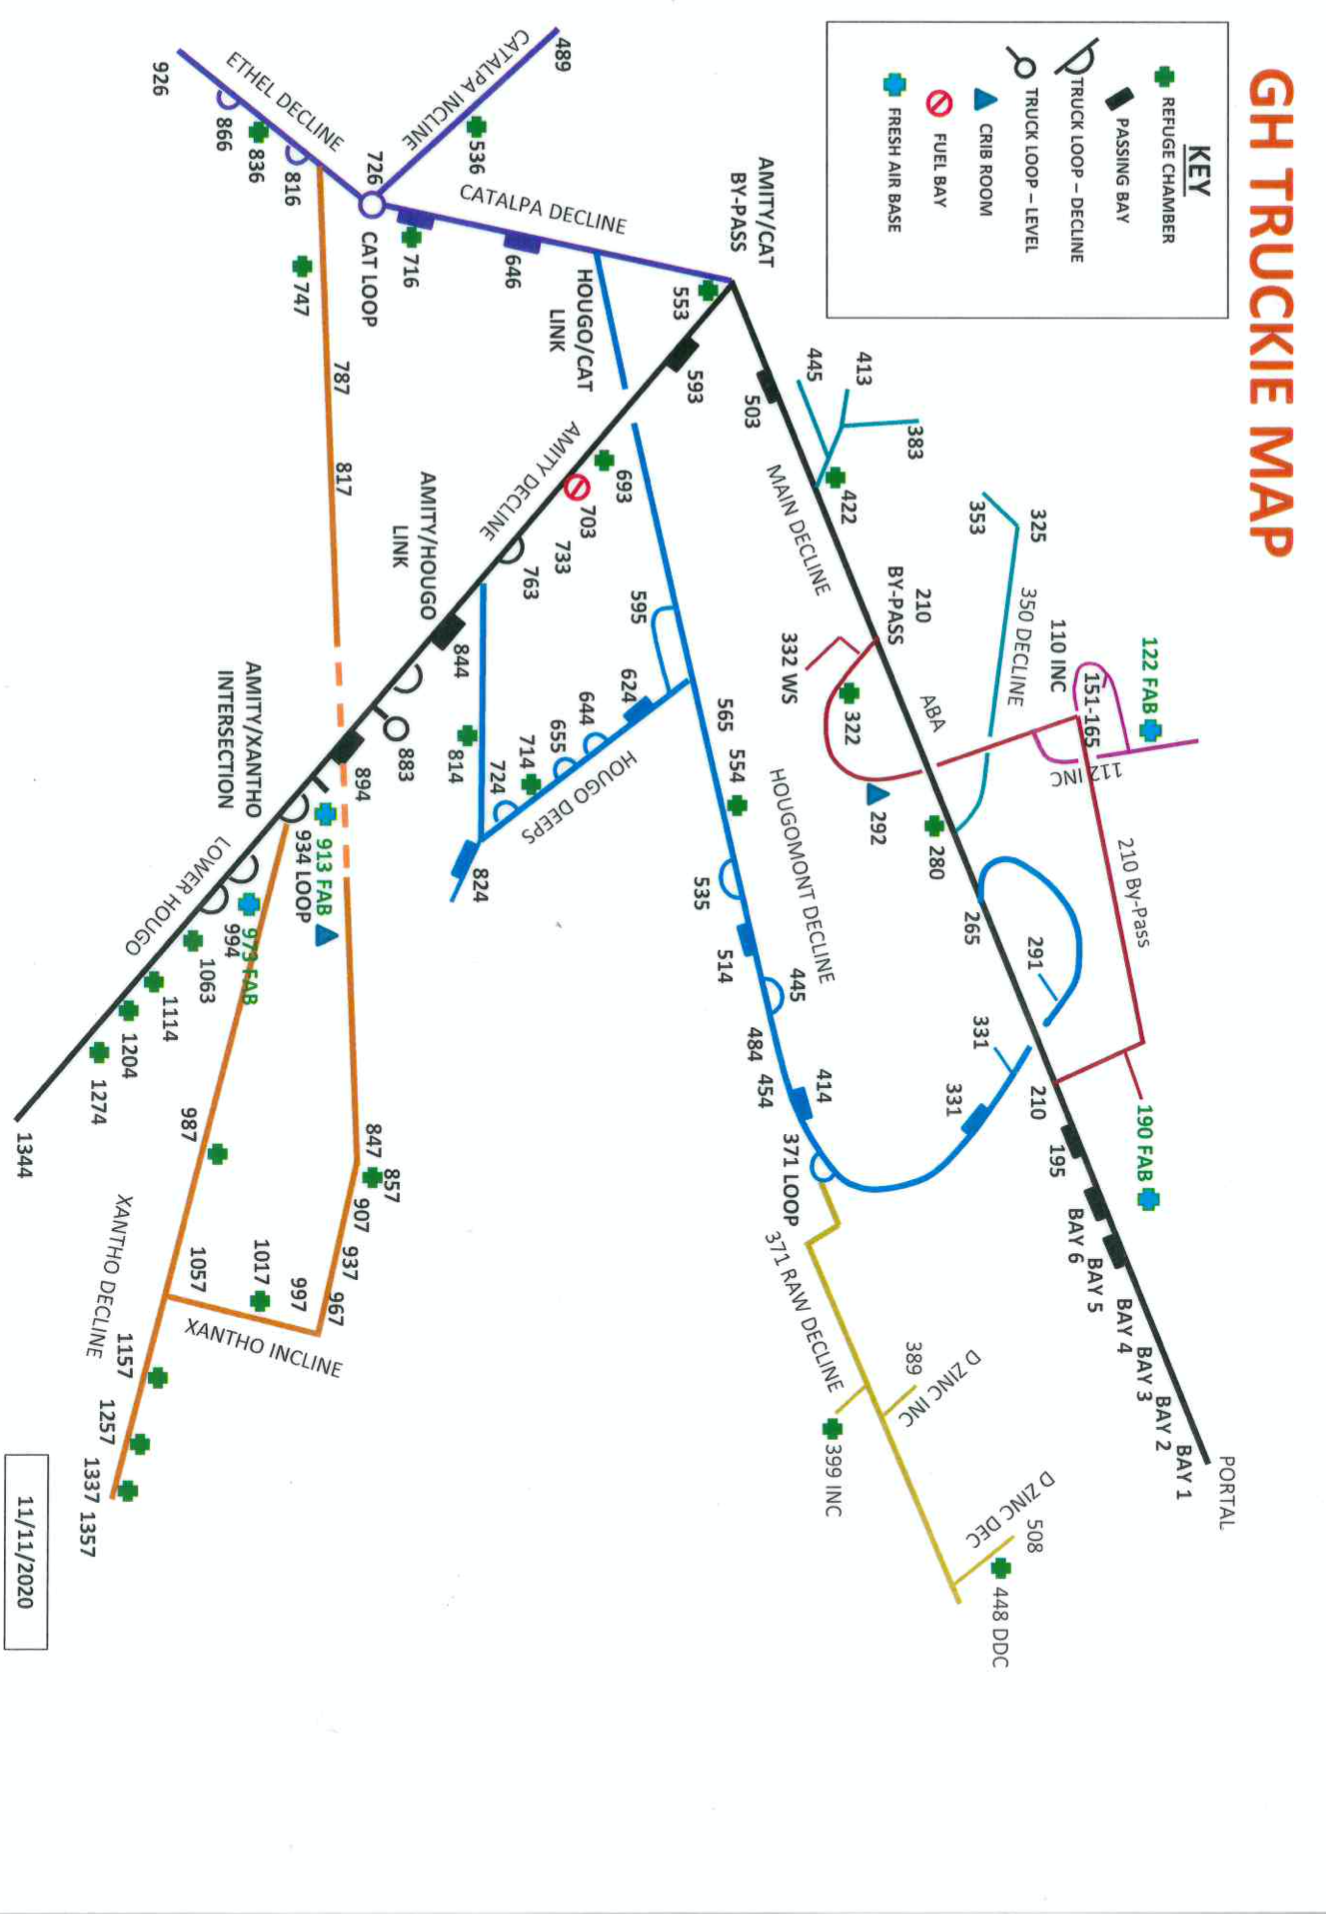 GH TRUCKIE MAP
KEY
REFUGE CHAMBER
PASSING BAY
TRUCK LOOP – DECLINE
TRUCK LOOP – LEVEL
CRIB ROOM
FUEL BAY
FRESH AIR BASE
PORTAL
BAY 1
BAY 2
BAY 3
BAY 4
BAY 5
BAY 6
195
210
190 FAB
210 By-Pass
122 FAB
112 INC
151-165
110 INC
350 DECLINE
325
353
291
265
280
331
331
ABA
292
322
332 WS
210
BY-PASS
MAIN DECLINE
383
413
445
422
503
AMITY/CAT
BY-PASS
553
593
CATALPA DECLINE
CATALPA INCLINE
489
536
646
716
726
CAT LOOP
ETHEL DECLINE
816
836
866
926
HOUGO/CAT
LINK
747
787
817
AMITY DECLINE
693
703
733
763
AMITY/HOUGO
LINK
844
883
894
913 FAB
934 LOOP
AMITY/XANTHO
INTERSECTION
LOWER HOUGO
973 FAB
994
1063
1114
1204
1274
1344
HOUGOMONT DECLINE
371 LOOP
414
454
484
445
514
535
554
565
595
HOUGO DEEPS
624
644
655
714
724
814
824
371 RAW DECLINE
D ZINC INC
389
399 INC
D ZINC DEC
508
448 DDC
847
857
907
937
967
997
1017
XANTHO INCLINE
987
1057
XANTHO DECLINE
1157
1257
1337
1357
11/11/2020